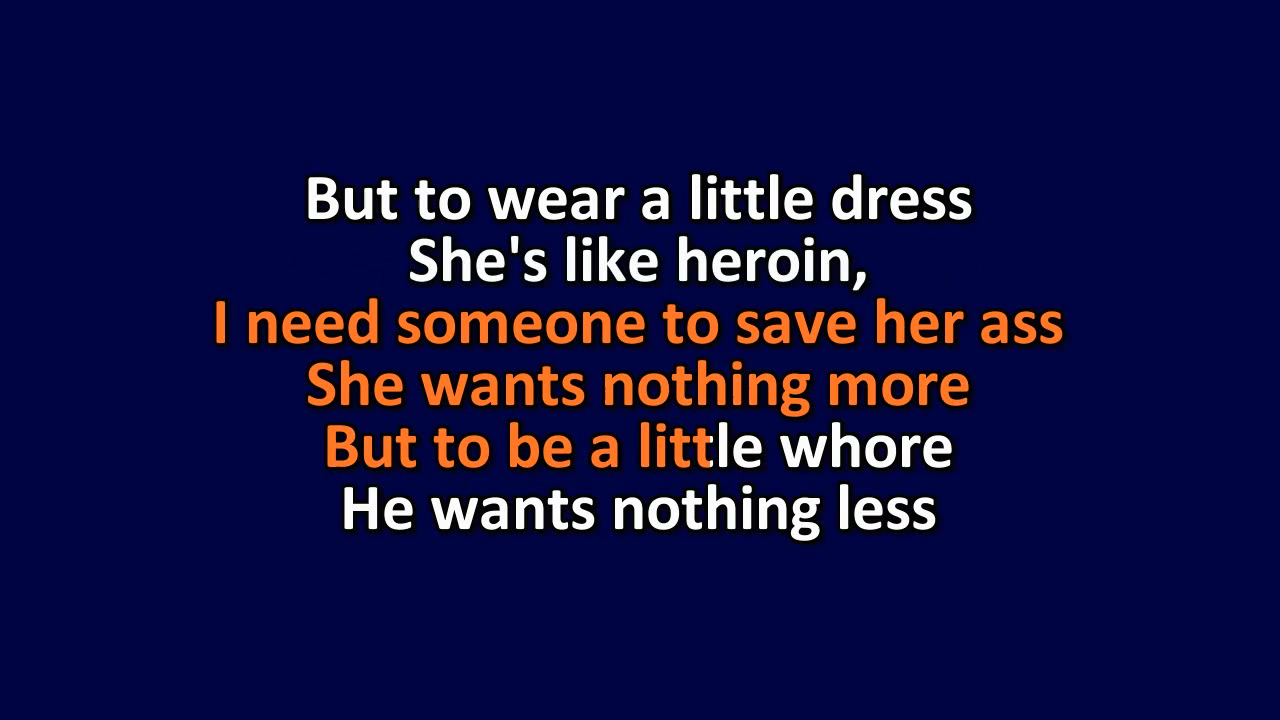 But to wear a little dress
She's like heroin,
I need someone to save her ass
She wants nothing more
But to be a little whore
He wants nothing less